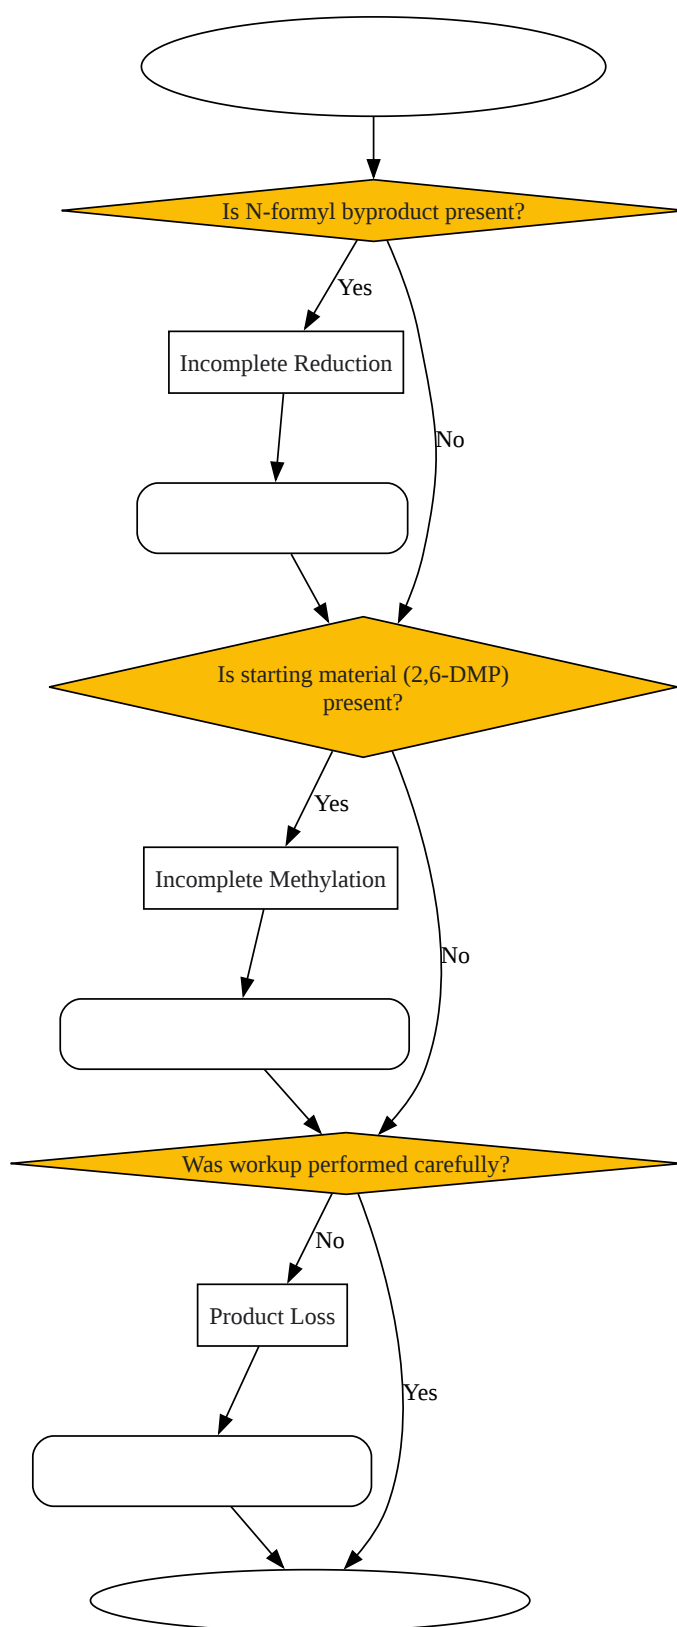 Is N-formyl byproduct present?
Yes
Incomplete Reduction
No
Is starting material (2,6-DMP)
present?
Yes
Incomplete Methylation
No
Was workup performed carefully?
No
Product Loss
Yes